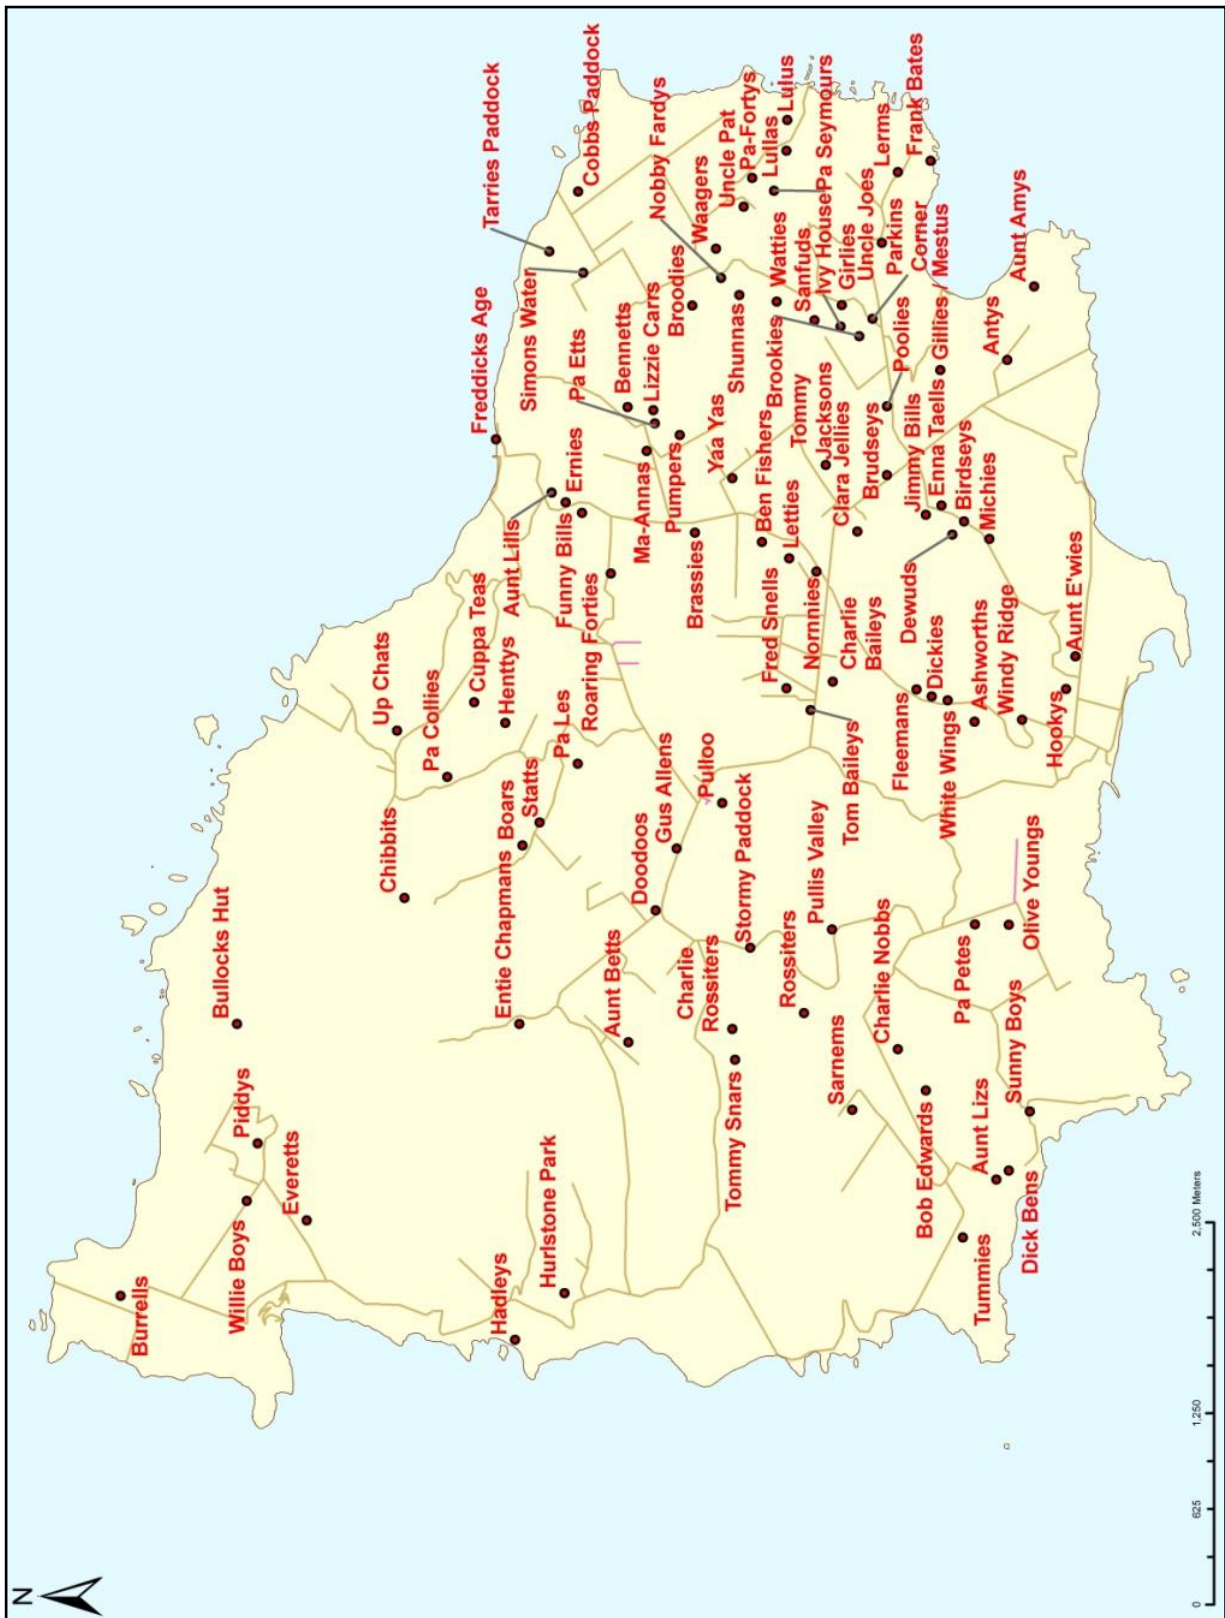 N
Burrells
Willie Boys
Everetts
Piddys
Bullocks Hut
Hadleys
Hurlstone Park
Chibbits
Pa Collies
Up Chats
Cuppa Teas
Henttys
Entie Chapmans
Boars
Statts
Pa Les
Roaring Forties
Funny Bills
Aunt Lills
Ernies
Freddicks Age
Simons Water
Tarries Paddock
Cobbs Paddock
Pa Etts
Bennetts
Lizzie Carrs
Ma-Annas
Pumpers
Broodies
Nobby Fardys
Waagers
Uncle Pat
Pa-Fortys
Lullas
Lulus
Pa Seymours
Shunnas
Watties
Sanfuds
Ivy House
Girlies
Uncle Joes
Brookies
Parkins
Corner
Lerms
Frank Bates
Yaa Yas
Brassies
Ben Fishers
Letties
Tommy
Jacksons
Clara Jellies
Brudseys
Poolies
Gillies / Mestus
Jimmy Bills
Enna Taells
Birdseys
Michies
Dewuds
Antys
Aunt Amys
Fred Snells
Nornnies
Charlie
Baileys
Tom Baileys
Fleemans
Dickies
White Wings
Ashworths
Windy Ridge
Hookys
Aunt E'wies
Aunt Betts
Doodoos
Gus Allens
Pulloo
Stormy Paddock
Charlie
Rossiters
Tommy Snars
Rossiters
Pullis Valley
Sarnems
Charlie Nobbs
Bob Edwards
Pa Petes
Olive Youngs
Sunny Boys
Aunt Lizs
Dick Bens
Tummies
0
625
1,250
2,500 Meters